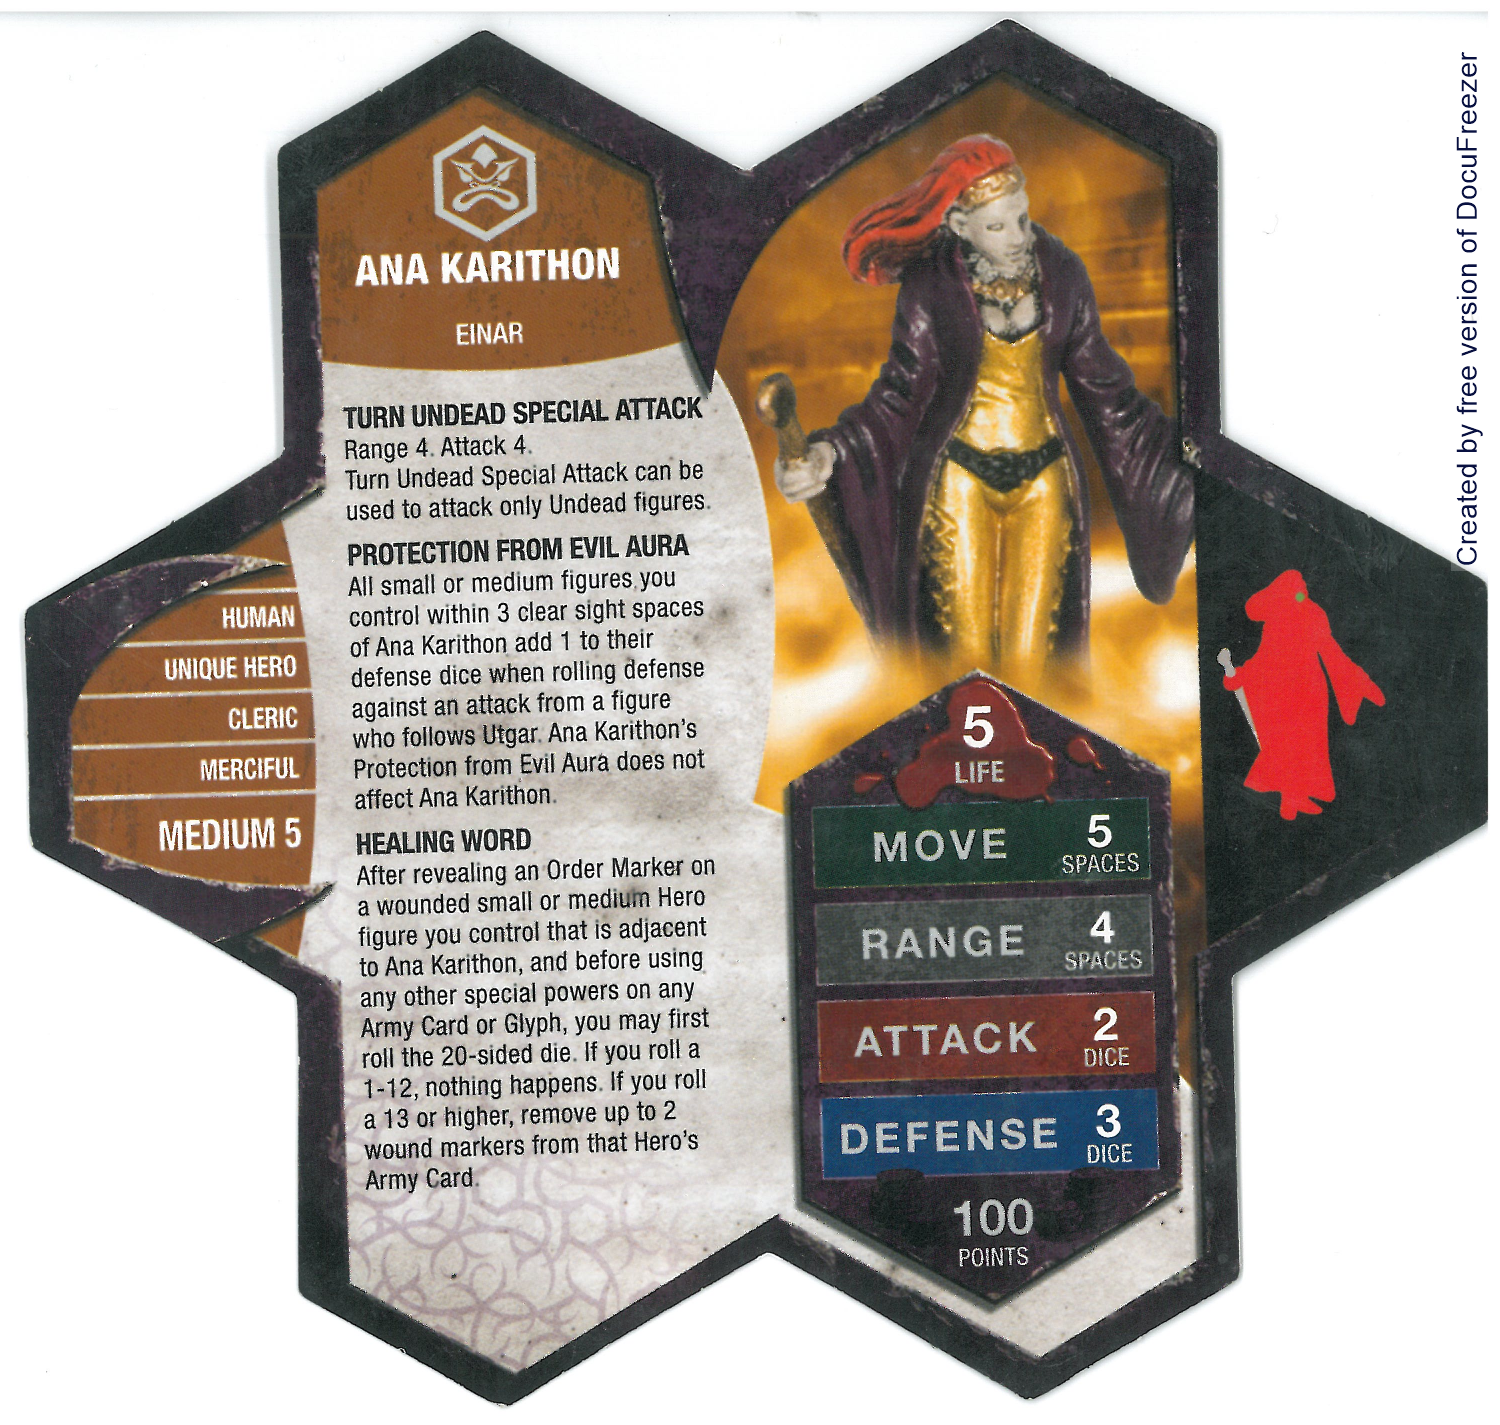 ANA KARITHON
EINAR
TURN UNDEAD SPECIAL ATTACK
Range 4. Attack 4.
Turn Undead Special Attack can be
used to attack only Undead figures.
PROTECTION FROM EVIL AURA
All small or medium figures you
control within 3 clear sight spaces
of Ana Karithon add 1 to their
defense dice when rolling defense
against an attack from a figure
who follows Utgar. Ana Karithon's
Protection from Evil Aura does not
affect Ana Karithon.
HEALING WORD
After revealing an Order Marker on
a wounded small or medium Hero
figure you control that is adjacent
to Ana Karithon, and before using
any other special powers on any
Army Card or Glyph, you may first
roll the 20-sided die. If you roll a
1-12, nothing happens. If you roll
a 13 or higher, remove up to 2
wound markers from that Hero's
Army Card.
HUMAN
UNIQUE HERO
CLERIC
MERCIFUL
MEDIUM 5
5
LIFE
MOVE 5
SPACES
RANGE 4
SPACES
ATTACK 2
DICE
DEFENSE 3
DICE
100
POINTS
Created by free version of DocuFreezer